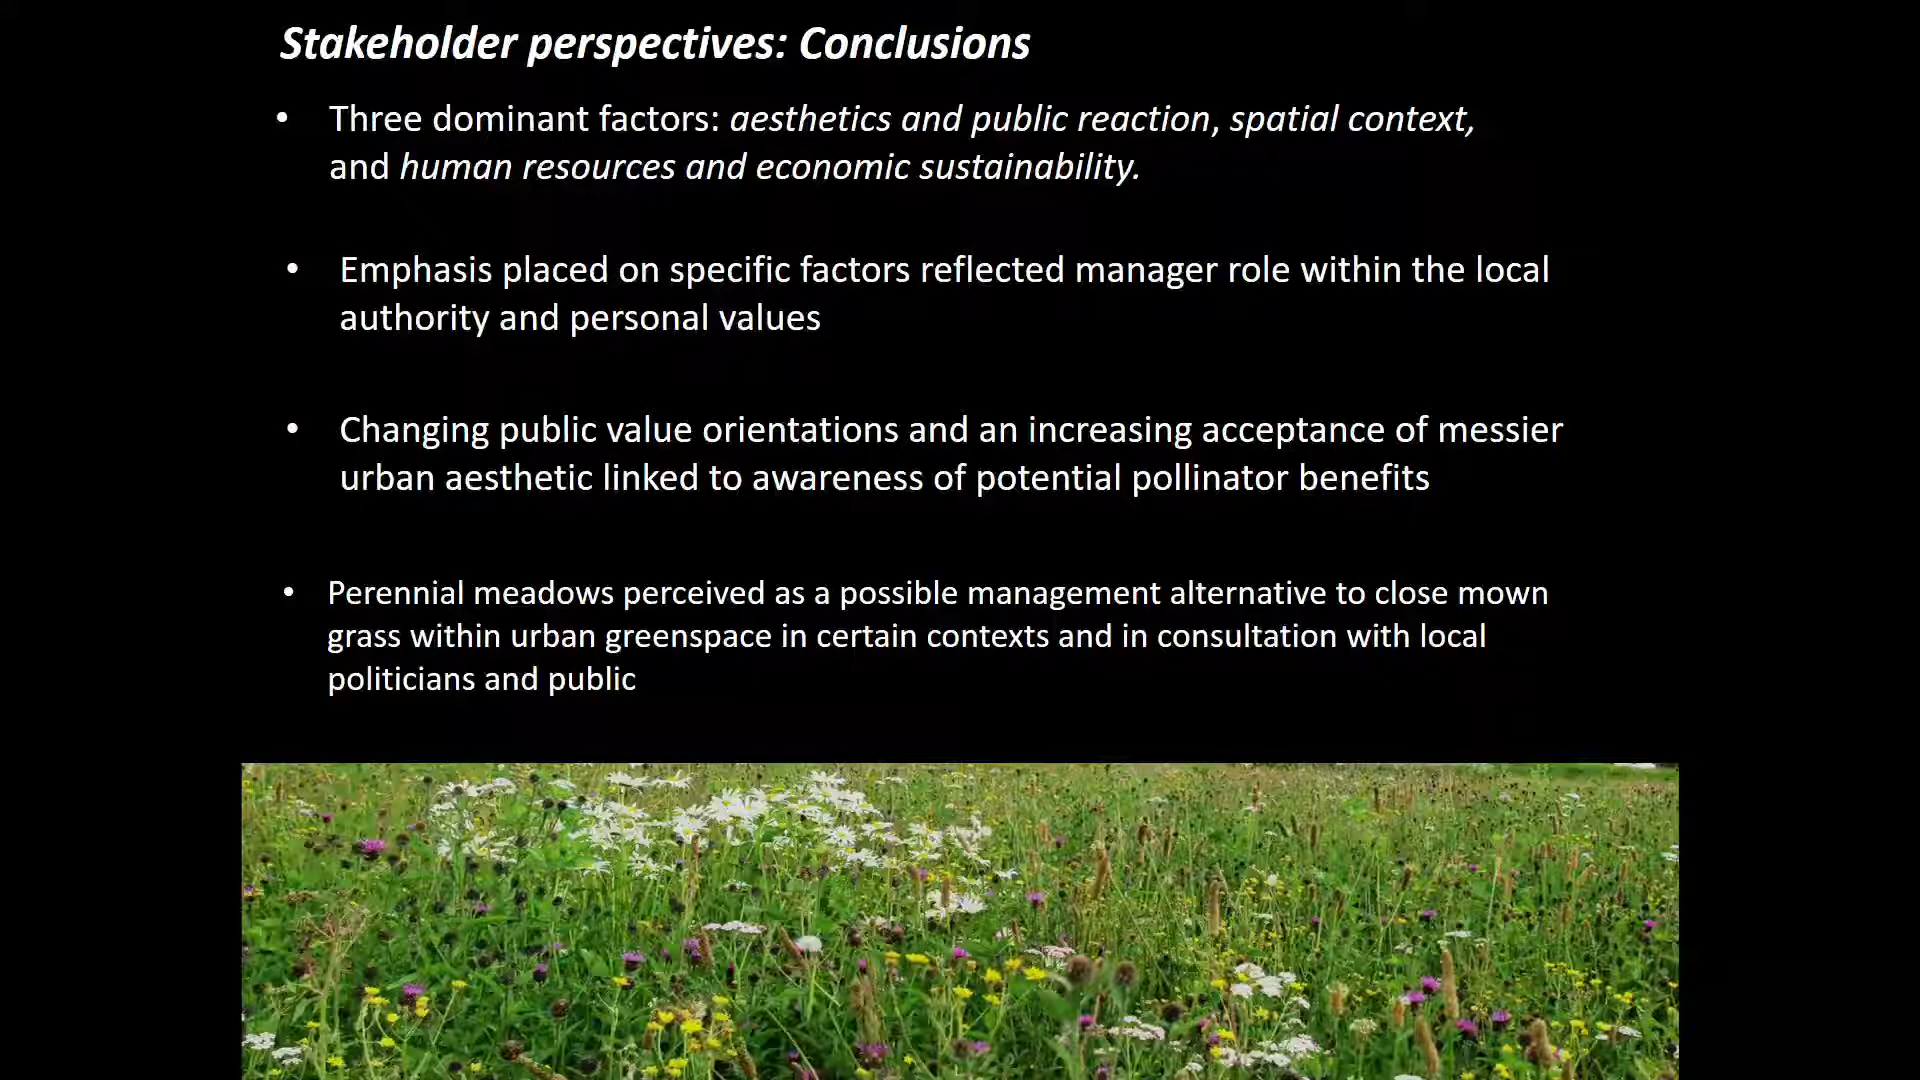 Stakeholder perspectives: Conclusions
• Three dominant factors: aesthetics and public reaction, spatial context,
and human resources and economic sustainability.
• Emphasis placed on specific factors reflected manager role within the local
authority and personal values
• Changing public value orientations and an increasing acceptance of messier
urban aesthetic linked to awareness of potential pollinator benefits
• Perennial meadows perceived as a possible management alternative to close mown
grass within urban greenspace in certain contexts and in consultation with local
politicians and public